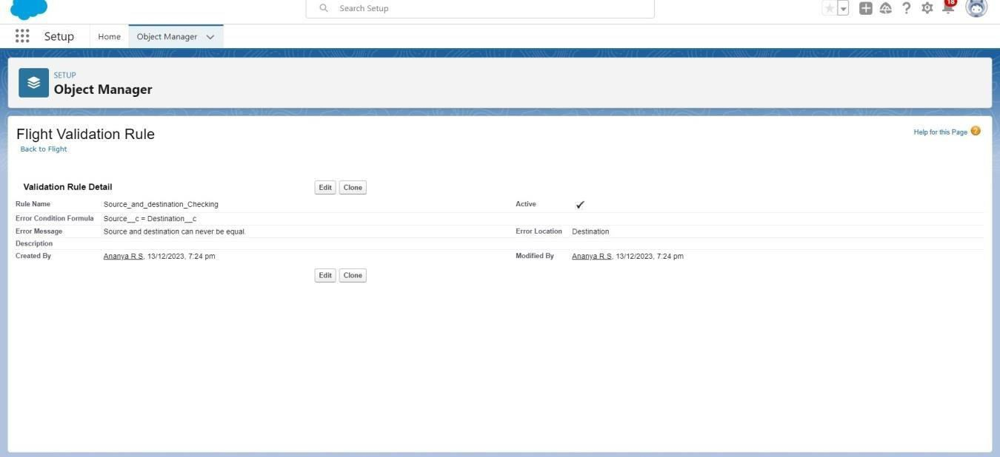 Search Setup
18
Setup Home Object Manager
SETUP
Object Manager
Flight Validation Rule
Help for this Page ?
Back to Flight
Validation Rule Detail Edit Clone
Rule Name Source_and_destination_Checking Active
Error Condition Formula Source__c = Destination__c
Error Message Source and destination can never be equal. Error Location Destination
Description
Created By Ananya R S, 13/12/2023, 7:24 pm Modified By Ananya R S, 13/12/2023, 7:24 pm
Edit Clone